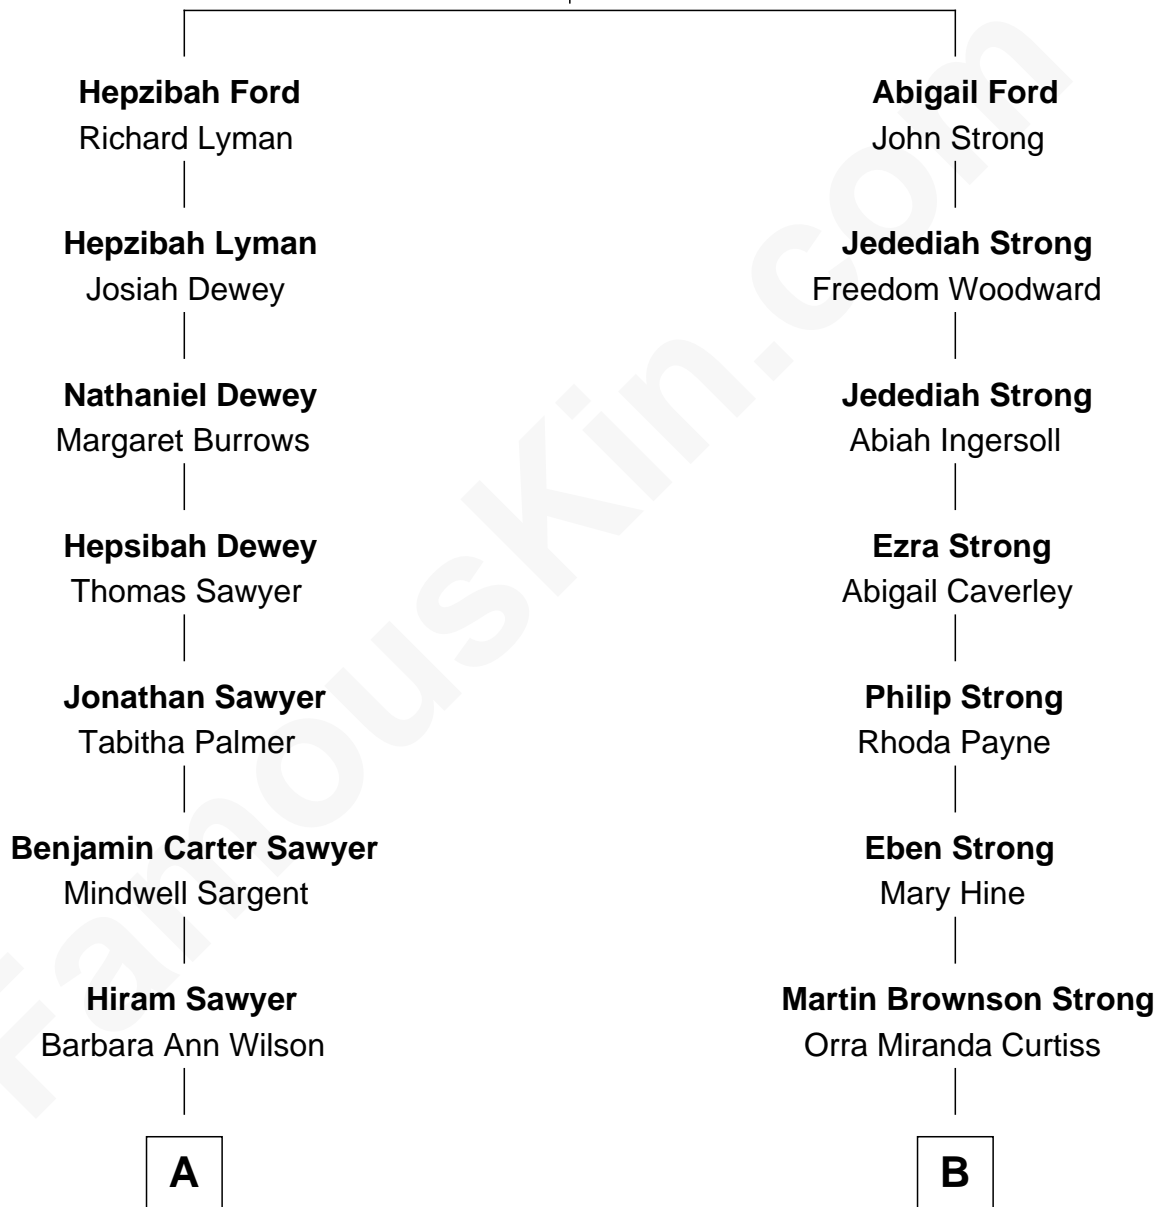 Hepzibah Ford
Richard Lyman
Hepzibah Lyman
Josiah Dewey
Nathaniel Dewey
Margaret Burrows
Hepsibah Dewey
Thomas Sawyer
Jonathan Sawyer
Tabitha Palmer
Benjamin Carter Sawyer
Mindwell Sargent
Hiram Sawyer
Barbara Ann Wilson
A
Abigail Ford
John Strong
Jedediah Strong
Freedom Woodward
Jedediah Strong
Abiah Ingersoll
Ezra Strong
Abigail Caverley
Philip Strong
Rhoda Payne
Eben Strong
Mary Hine
Martin Brownson Strong
Orra Miranda Curtiss
B
FamousKin.com